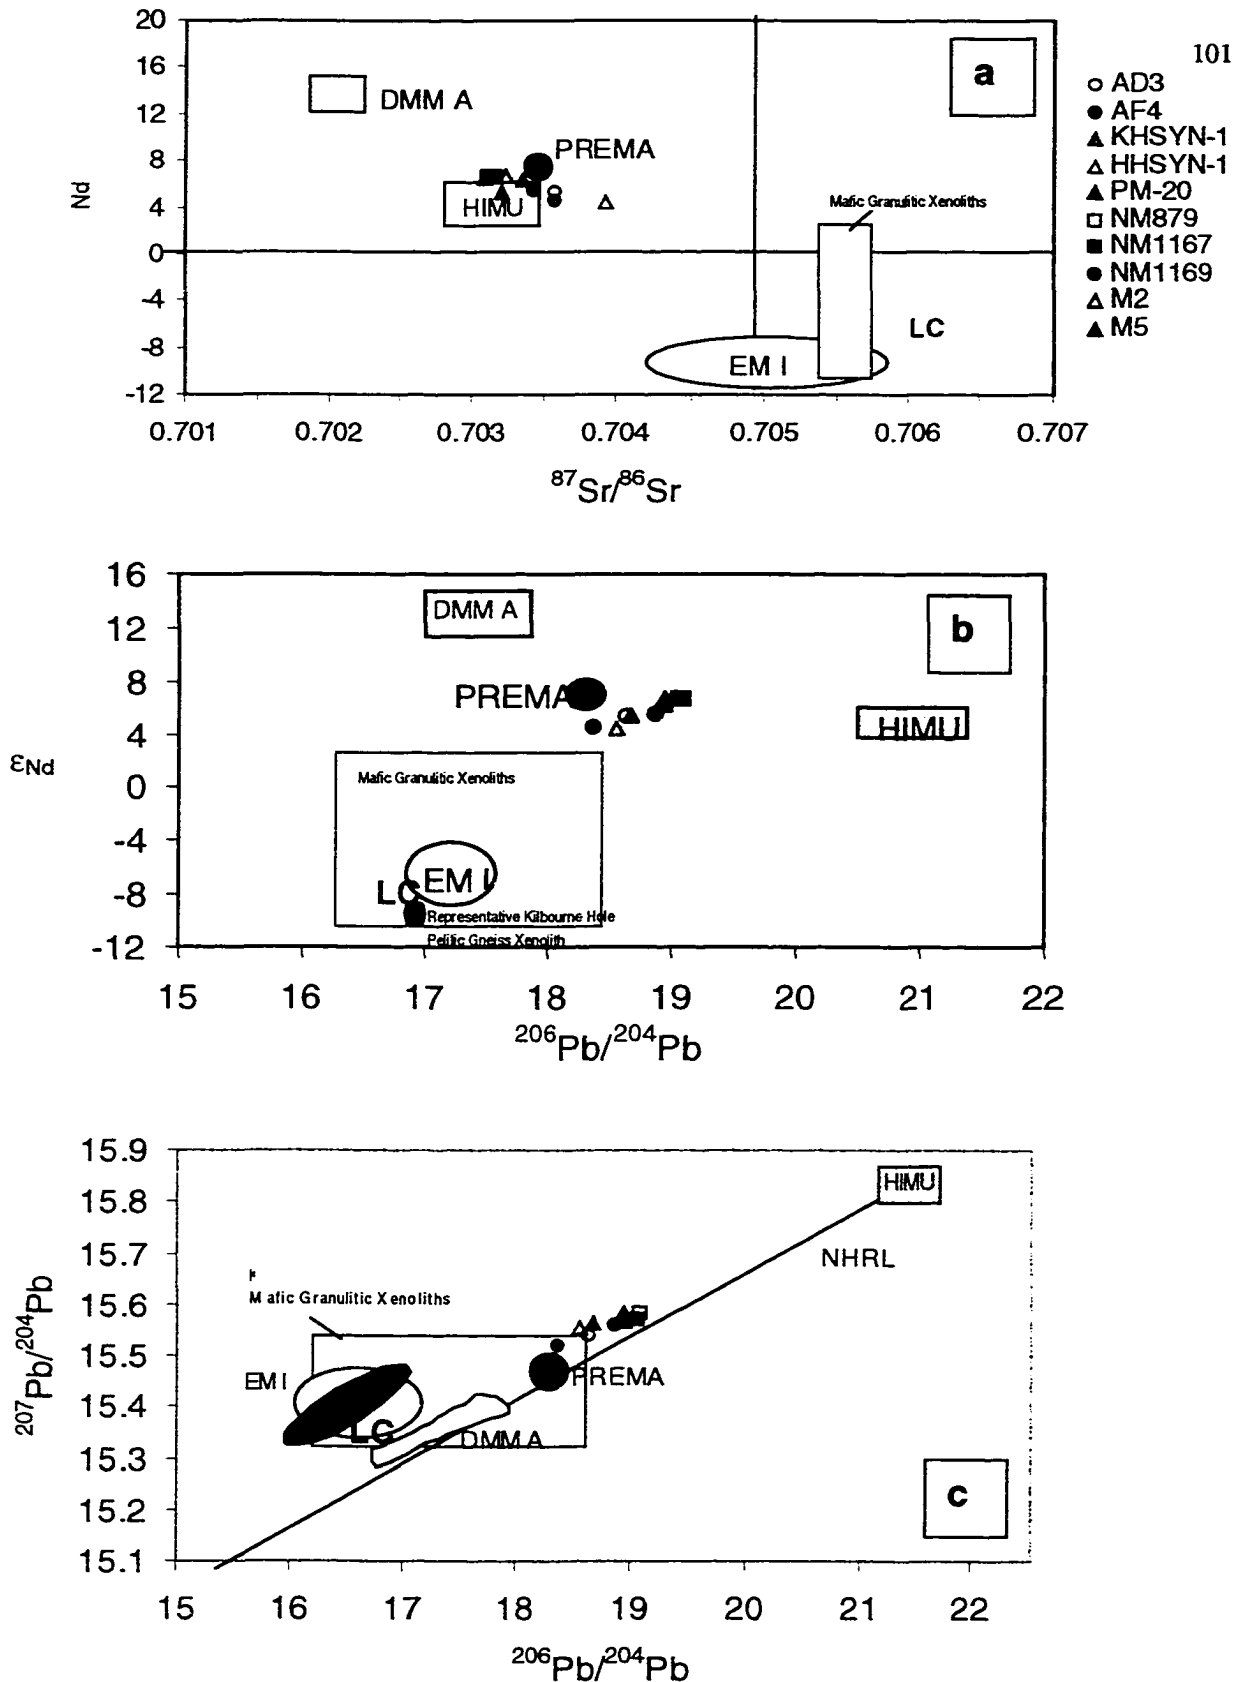 101
a
20
16
12
8
4
0
-4
-8
-12
Nd
DMM A
PREMA
HIMU
Mafic Granulitic Xenoliths
LC
EM I
0.701 0.702 0.703 0.704 0.705 0.706 0.707
⁸⁷Sr/⁸⁶Sr
AD3
AF4
KHSYN-1
HHSYN-1
PM-20
NM879
NM1167
NM1169
M2
M5
b
16
12
8
4
0
-4
-8
-12
εNd
DMM A
PREMA
HIMU
Mafic Granulitic Xenoliths
EM I
LC
Representative Kilbourne Hole
Pelitic Gneiss Xenolith
15 16 17 18 19 20 21 22
²⁰⁶Pb/²⁰⁴Pb
15.9
15.8
15.7
15.6
15.5
15.4
15.3
15.2
15.1
²⁰⁷Pb/²⁰⁴Pb
HIMU
NHRL
Mafic Granulitic Xenoliths
EM I
PREMA
LC
DMM A
c
15 16 17 18 19 20 21 22
²⁰⁶Pb/²⁰⁴Pb